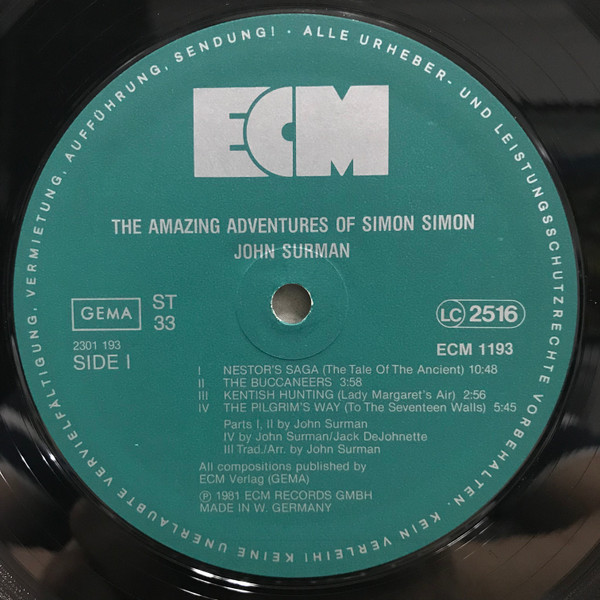 ALLE URHEBER- UND LEISTUNGSSCHUTZRECHTE VORBEHALTEN · KEIN VERLEIH! KEINE UNERLAUBTE VERVIELFÄLTIGUNG, VERMIETUNG, AUFFÜHRUNG, SENDUNG! ·
ECM
THE AMAZING ADVENTURES OF SIMON SIMON
JOHN SURMAN
GEMA
ST
33
LC 2516
2301 193
SIDE I
ECM 1193
I NESTOR'S SAGA (The Tale Of The Ancient) 10:48
II THE BUCCANEERS 3:58
III KENTISH HUNTING (Lady Margaret's Air) 2:56
IV THE PILGRIM'S WAY (To The Seventeen Walls) 5:45
Parts I, II by John Surman
IV by John Surman/Jack DeJohnette
III Trad./Arr. by John Surman
All compositions published by
ECM Verlag (GEMA)
Ⓟ 1981 ECM RECORDS GMBH
MADE IN W. GERMANY